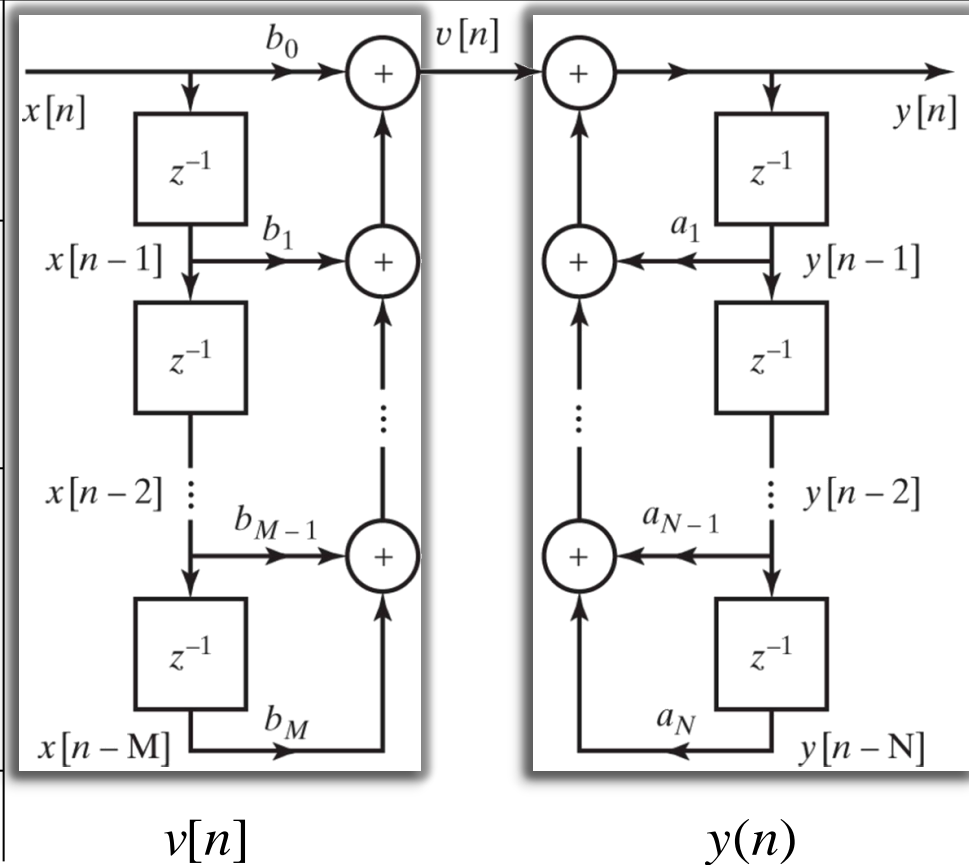 b₀ v[n]
x[n] + + y[n]
z⁻¹ z⁻¹
b₁ a₁
x[n − 1] + + y[n − 1]
z⁻¹ z⁻¹
⋮ ⋮
x[n − 2] ⋮ ⋮ y[n − 2]
b_{M − 1} a_{N − 1}
+ +
z⁻¹ z⁻¹
b_M a_N
x[n − M] y[n − N]
v[n] y(n)